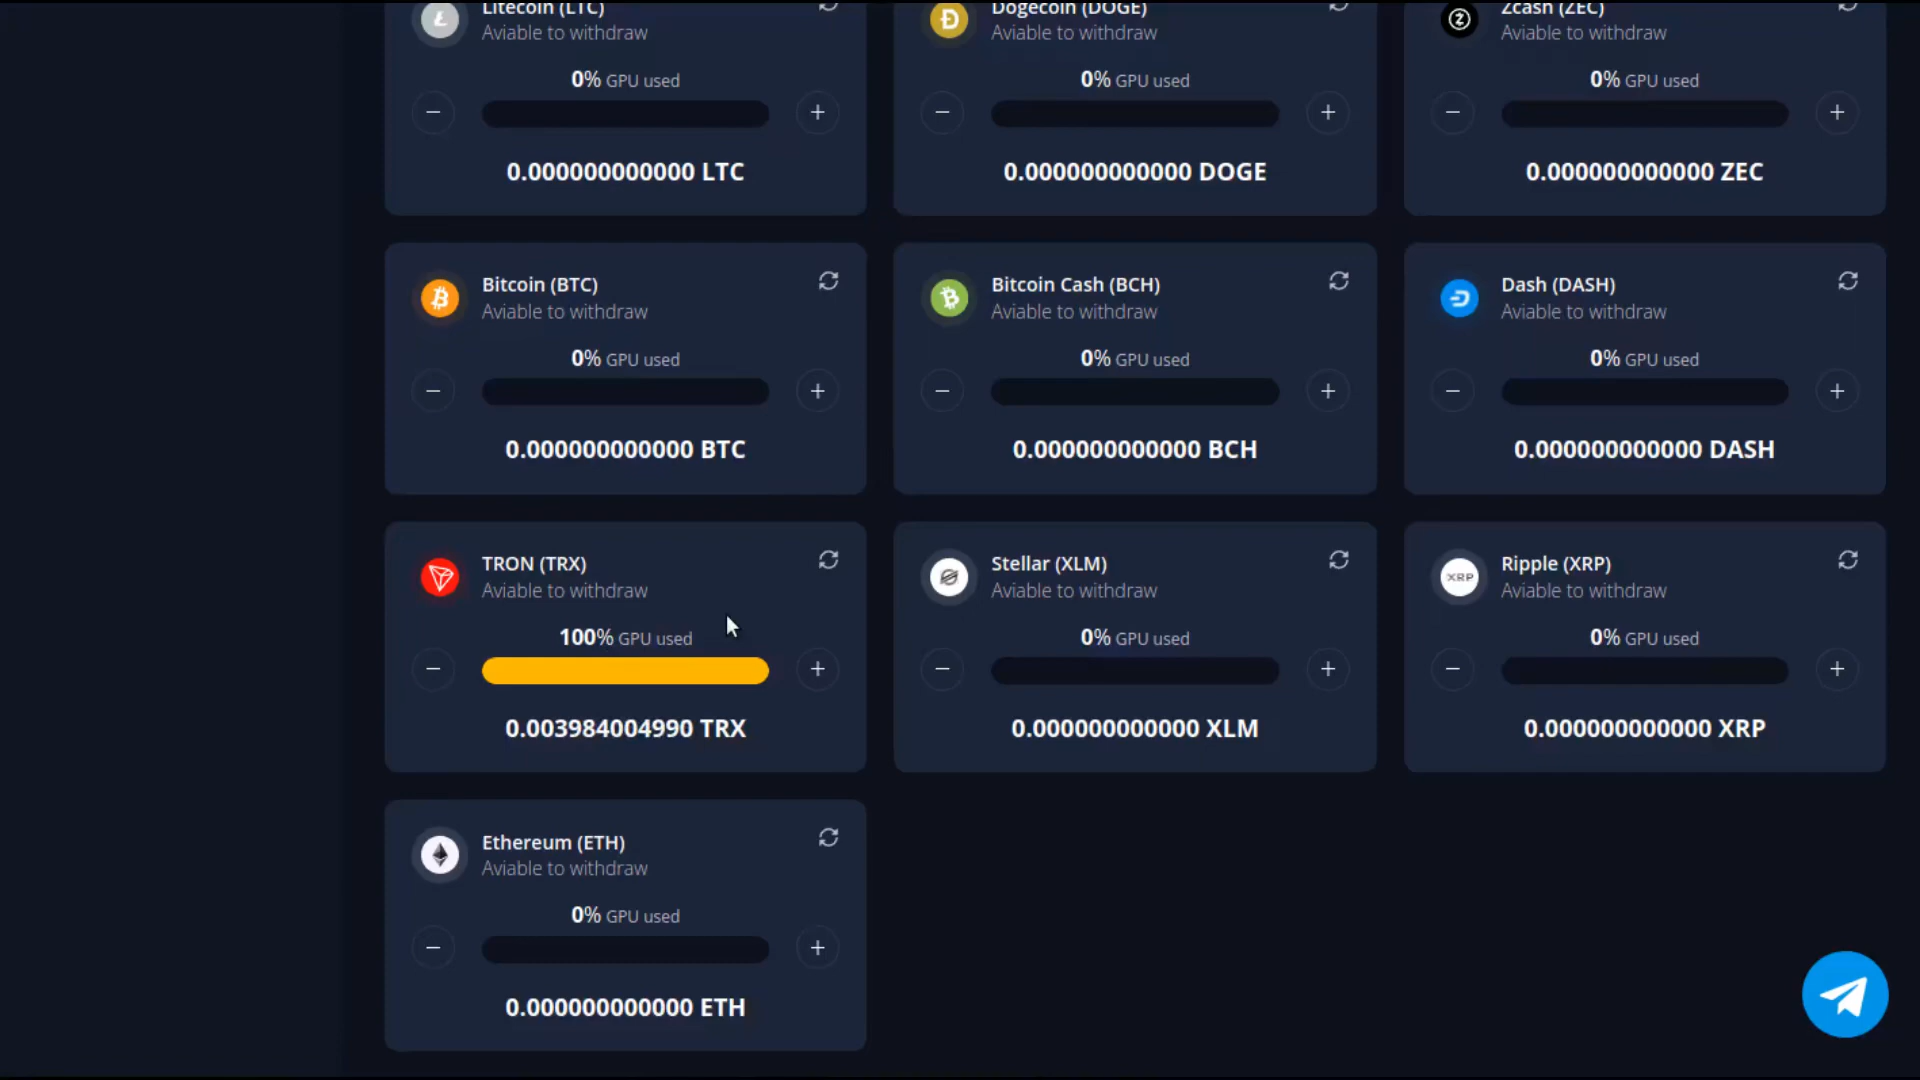 Litecoin (LTC)
Aviable to withdraw
0% GPU used
− +
0.000000000000 LTC
Dogecoin (DOGE)
Aviable to withdraw
0% GPU used
− +
0.000000000000 DOGE
Zcash (ZEC)
Aviable to withdraw
0% GPU used
− +
0.000000000000 ZEC
Bitcoin (BTC)
Aviable to withdraw
0% GPU used
− +
0.000000000000 BTC
Bitcoin Cash (BCH)
Aviable to withdraw
0% GPU used
− +
0.000000000000 BCH
Dash (DASH)
Aviable to withdraw
0% GPU used
− +
0.000000000000 DASH
TRON (TRX)
Aviable to withdraw
100% GPU used
− +
0.003984004990 TRX
Stellar (XLM)
Aviable to withdraw
0% GPU used
− +
0.000000000000 XLM
XRP
Ripple (XRP)
Aviable to withdraw
0% GPU used
− +
0.000000000000 XRP
Ethereum (ETH)
Aviable to withdraw
0% GPU used
− +
0.000000000000 ETH